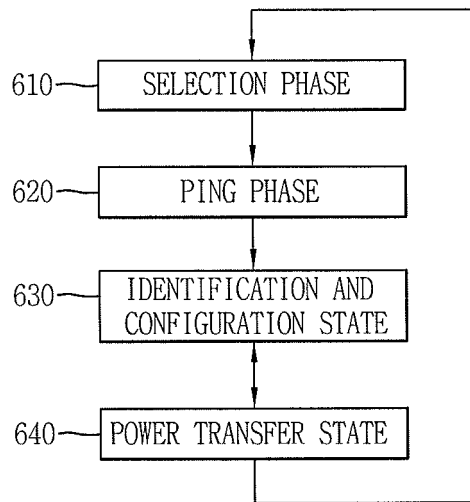 610
SELECTION PHASE
620
PING PHASE
630
IDENTIFICATION AND
CONFIGURATION STATE
640
POWER TRANSFER STATE